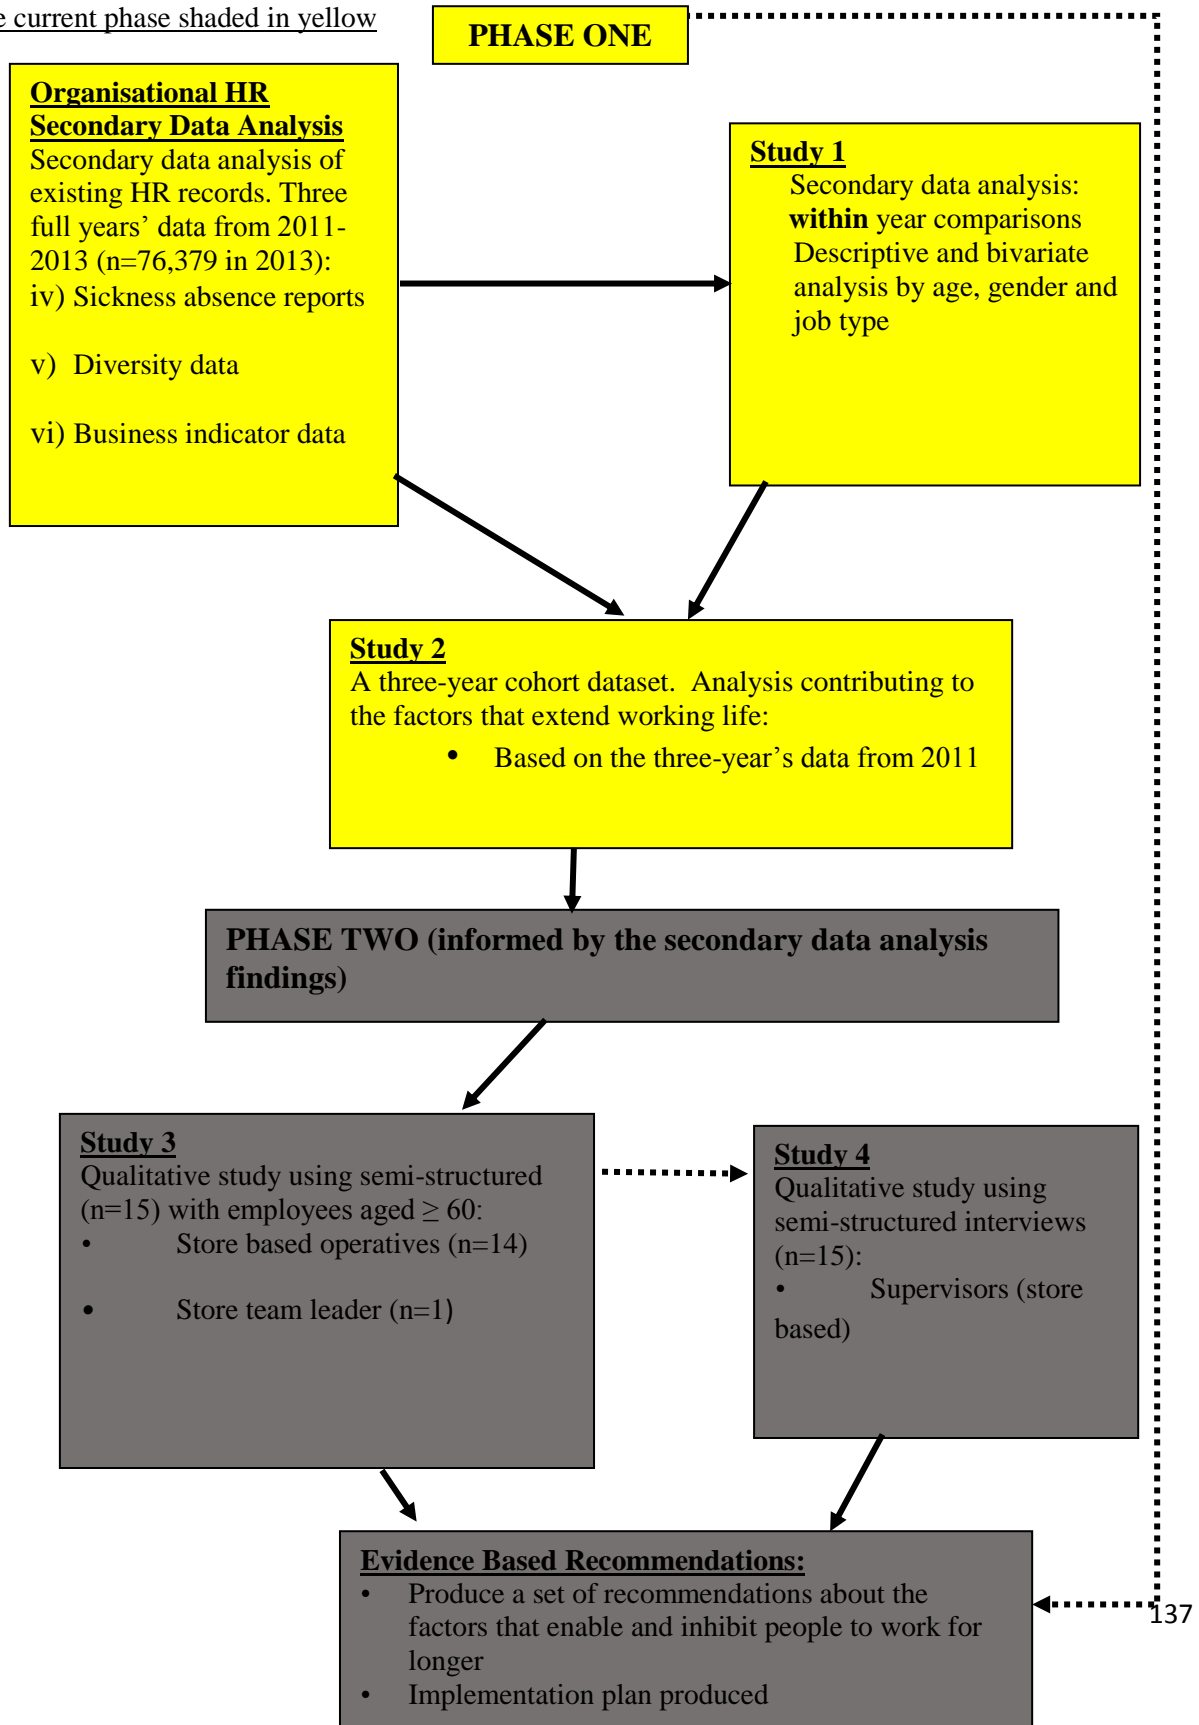 e current phase shaded in yellow
PHASE ONE
Organisational HR
Secondary Data Analysis
Secondary data analysis of
existing HR records. Three
full years’ data from 2011-
2013 (n=76,379 in 2013):
iv) Sickness absence reports
v) Diversity data
vi) Business indicator data
Study 1
Secondary data analysis:
within year comparisons
Descriptive and bivariate
analysis by age, gender and
job type
Study 2
A three-year cohort dataset. Analysis contributing to
the factors that extend working life:
• Based on the three-year’s data from 2011
PHASE TWO (informed by the secondary data analysis
findings)
Study 3
Qualitative study using semi-structured
(n=15) with employees aged ≥ 60:
• Store based operatives (n=14)
• Store team leader (n=1)
Study 4
Qualitative study using
semi-structured interviews
(n=15):
• Supervisors (store
based)
Evidence Based Recommendations:
• Produce a set of recommendations about the
factors that enable and inhibit people to work for
longer
• Implementation plan produced
137